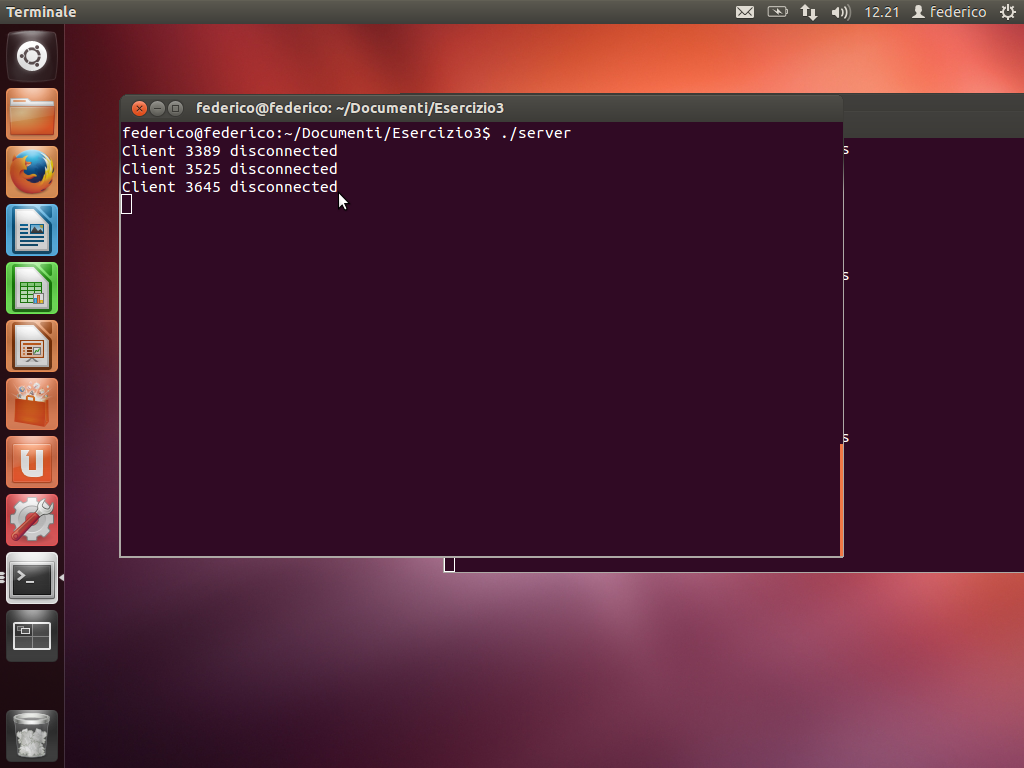 Terminale
12.21
federico
federico@federico: ~/Documenti/Esercizio3
federico@federico:~/Documenti/Esercizio3$ ./server
Client 3389 disconnected
Client 3525 disconnected
Client 3645 disconnected
s
s
s